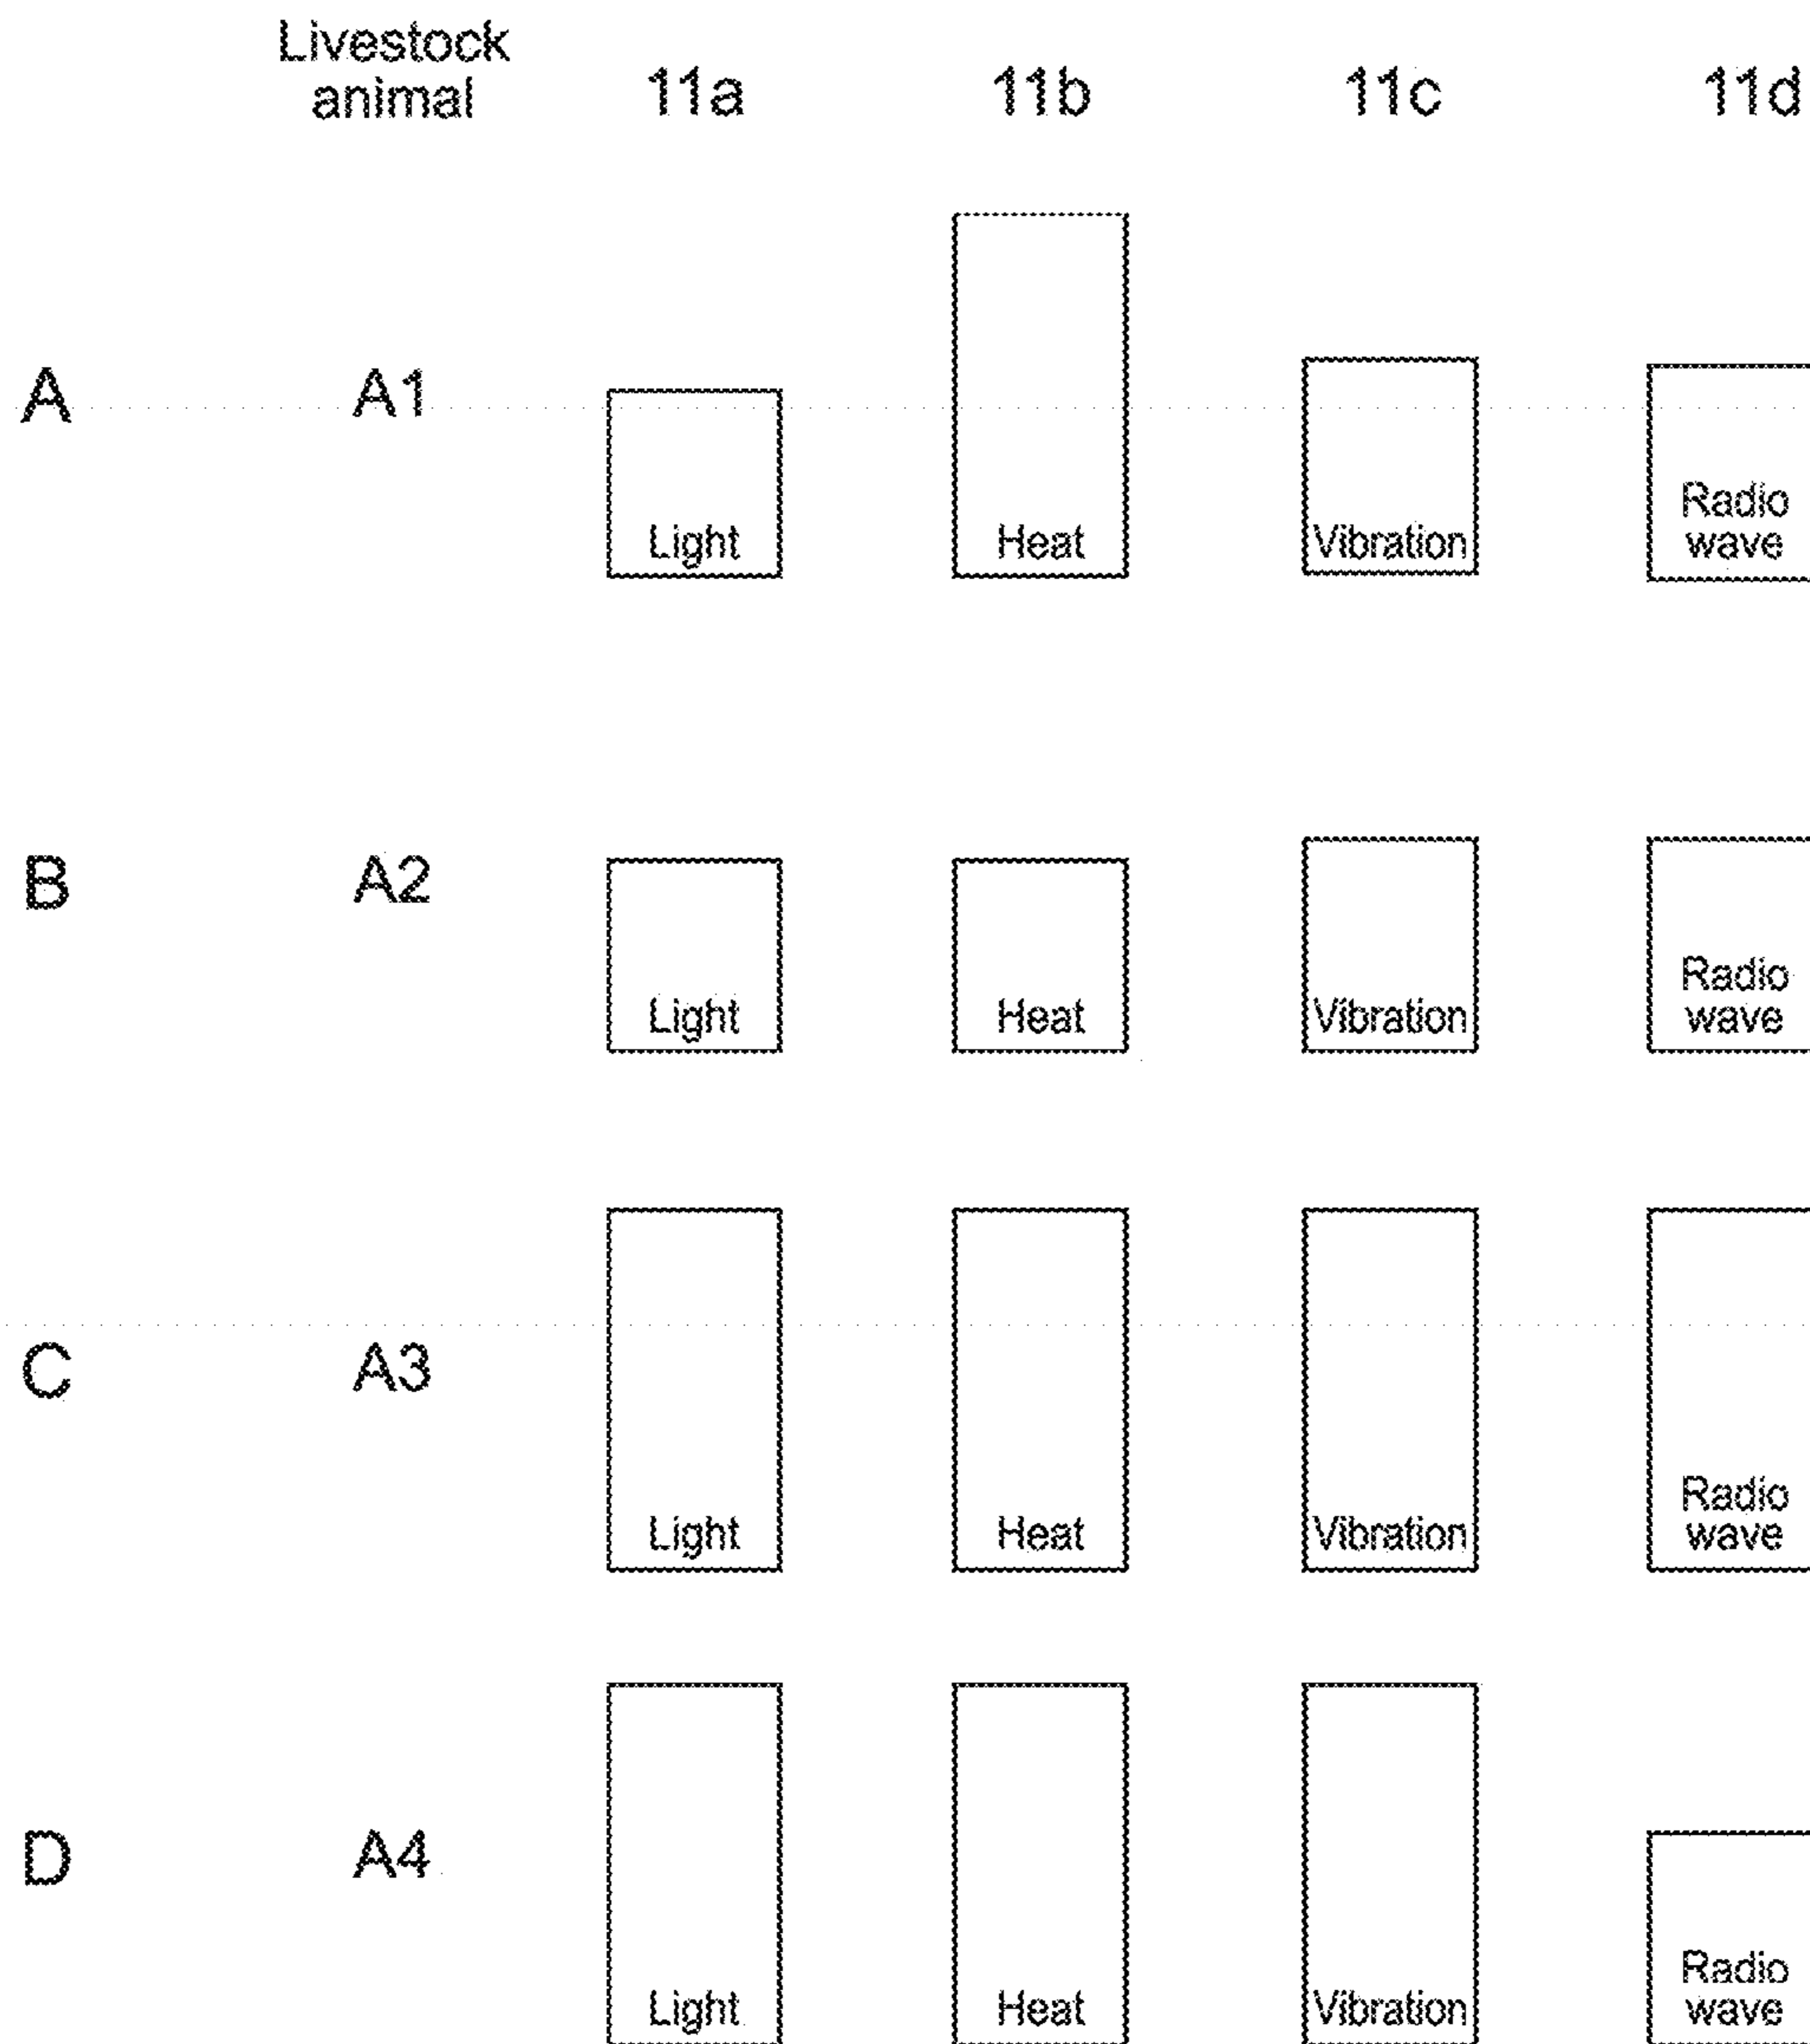 Livestock
animal 11a 11b 11c 11d
A A1
Light Heat Vibration Radio
wave
B A2
Light Heat Vibration Radio
wave
C A3
Light Heat Vibration Radio
wave
D A4
Light Heat Vibration Radio
wave